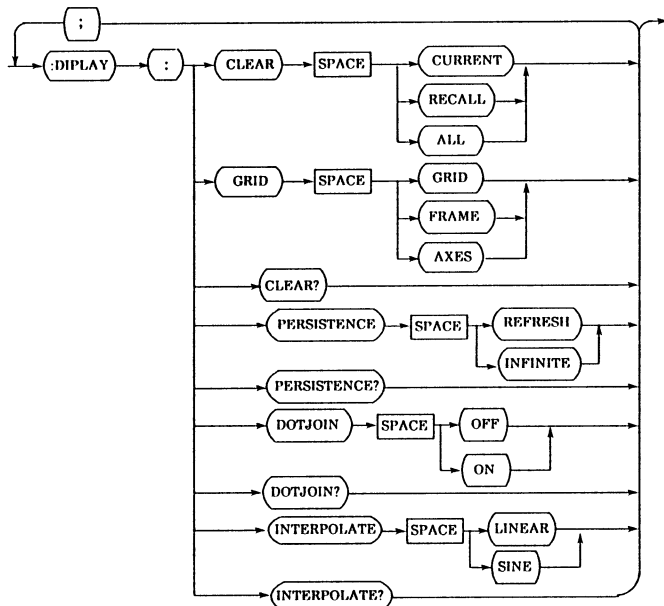 ;
:DIPLAY : CLEAR SPACE CURRENT
RECALL
ALL
GRID SPACE GRID
FRAME
AXES
CLEAR?
PERSISTENCE SPACE REFRESH
INFINITE
PERSISTENCE?
DOTJOIN SPACE OFF
ON
DOTJOIN?
INTERPOLATE SPACE LINEAR
SINE
INTERPOLATE?